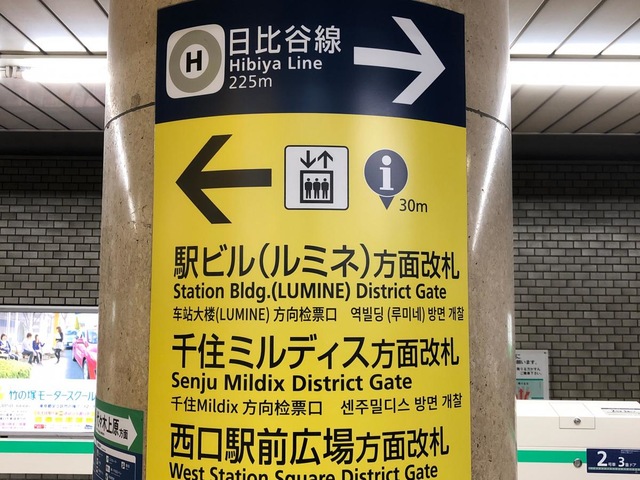 H
日比谷線
Hibiya Line
225m
i
30m
駅ビル(ルミネ)方面改札
Station Bldg.(LUMINE) District Gate
车站大楼(LUMINE) 方向检票口 역빌딩 (루미네) 방면 개찰
千住ミルディス方面改札
Senju Mildix District Gate
千住Mildix 方向检票口 센주밀디스 방면 개찰
西口駅前広場方面改札
West Station Square District Gate
竹の塚モータースクール
木上原方面
2号車 3